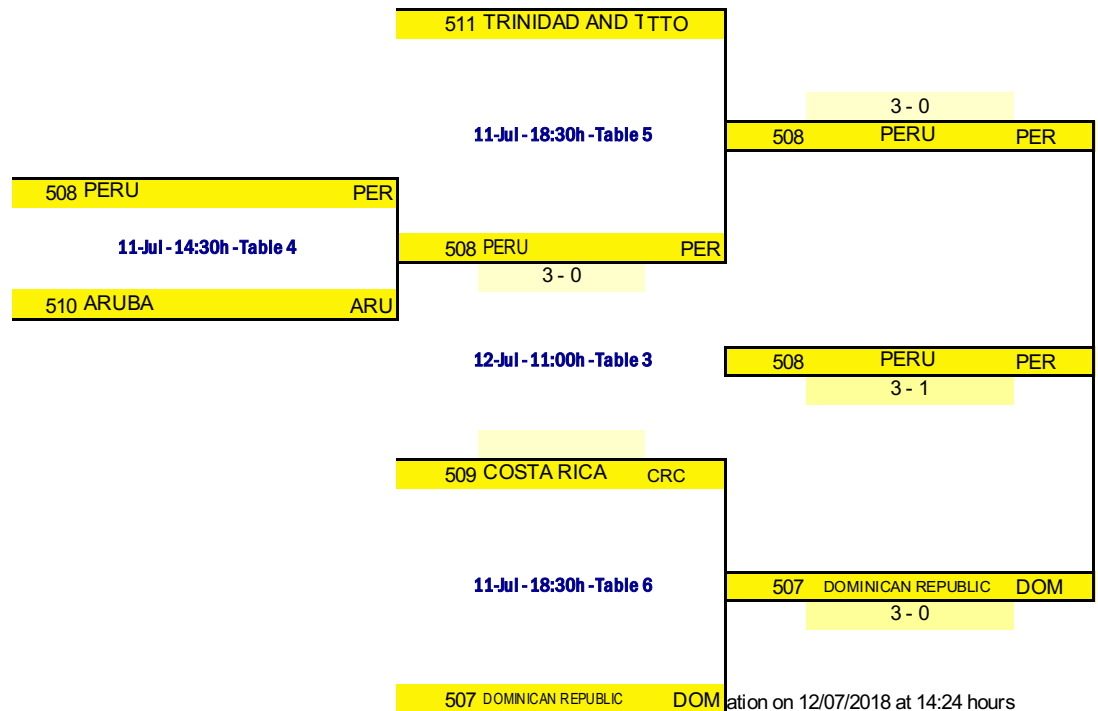 511 TRINIDAD AND T TTO
3 - 0
11-Jul - 18:30h - Table 5
508 PERU PER
508 PERU PER
11-Jul - 14:30h - Table 4
508 PERU PER
3 - 0
510 ARUBA ARU
12-Jul - 11:00h - Table 3
508 PERU PER
3 - 1
509 COSTA RICA CRC
11-Jul - 18:30h - Table 6
507 DOMINICAN REPUBLIC DOM
3 - 0
507 DOMINICAN REPUBLIC DOM
ation on 12/07/2018 at 14:24 hours